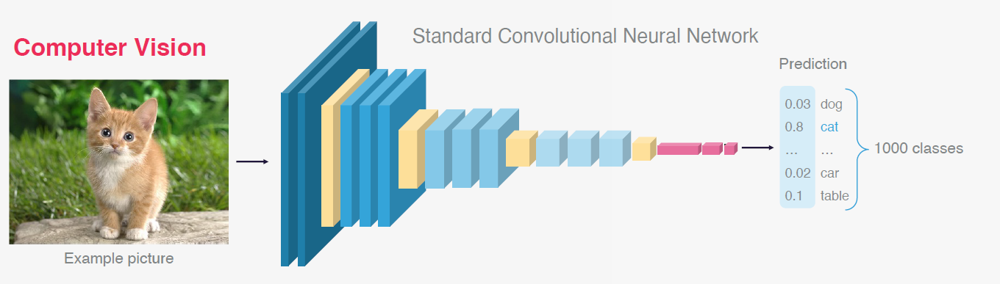 Computer Vision
Standard Convolutional Neural Network
Example picture
Prediction
0.03 dog
0.8 cat
... ...
0.02 car
0.1 table
1000 classes